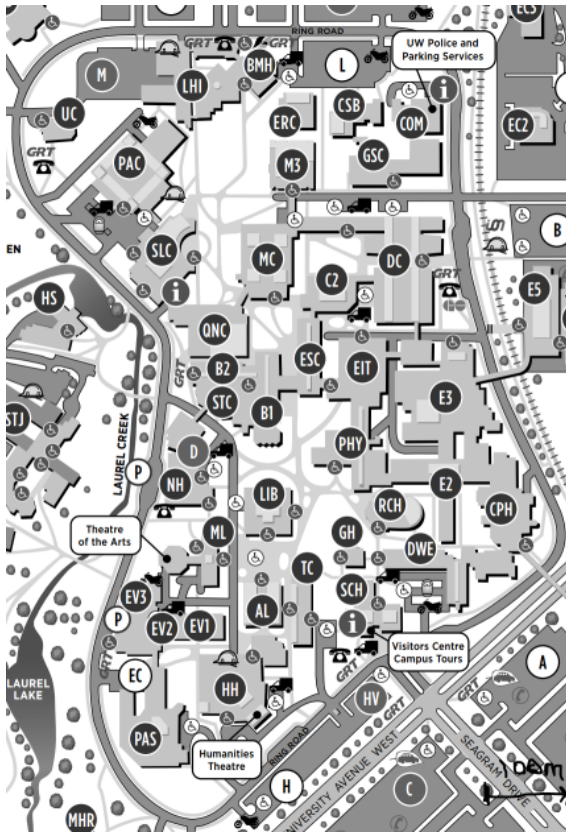 EC3
RING ROAD
GRT
GRT
M
BMH
L
UW Police and
Parking Services
LHI
i
UC
CSB
COM
ERC
EC2
GRT
PAC
M3
GSC
SLC
B
EN
MC
DC
C2
GRT
HS
i
E5
QNC
ESC
EIT
GRT
B2
E3
STC
B1
STJ
LAUREL CREEK
D
PHY
P
NH
LIB
E2
RCH
CPH
ML
GH
Theatre
of the Arts
DWE
TC
EV3
SCH
AL
P
EV2
EV1
i
GRT
EC
Visitors Centre
Campus Tours
A
LAUREL
LAKE
HH
GRT
HV
GRT
PAS
RING ROAD
Humanities
Theatre
H
UNIVERSITY AVENUE WEST
SEAGRAM DRIVE
C
MHR